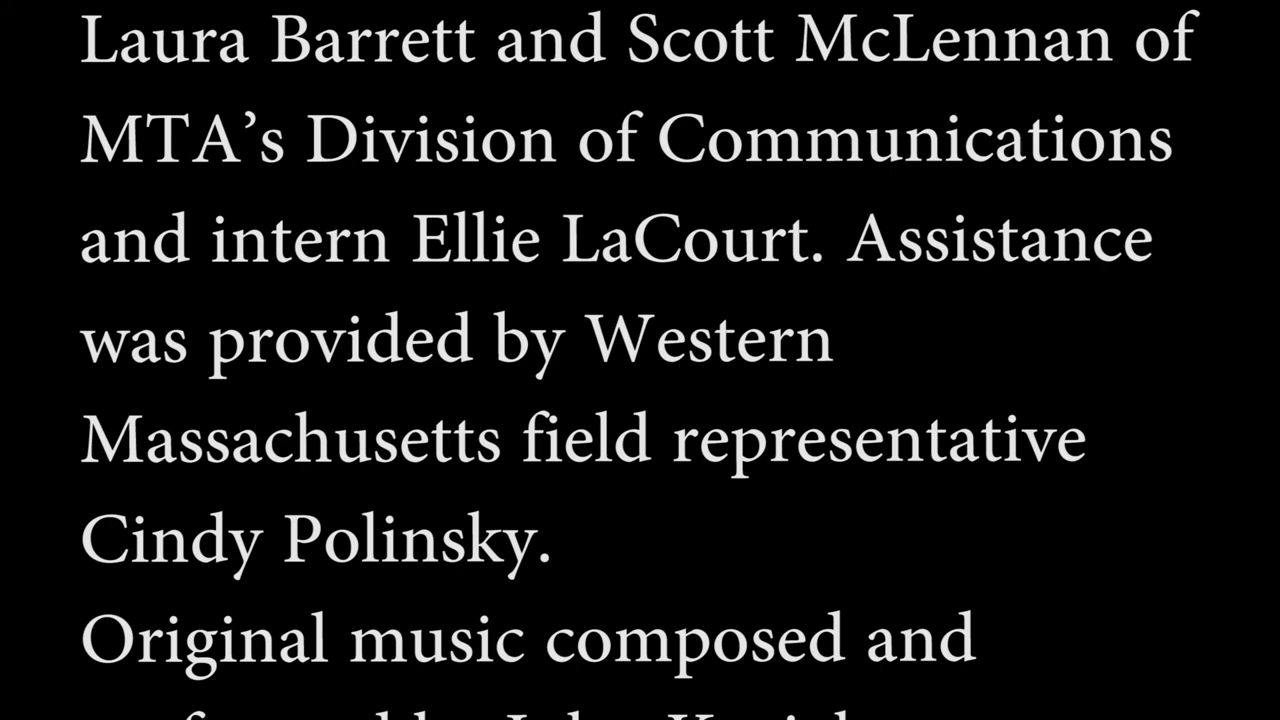 Laura Barrett and Scott McLennan of
MTA’s Division of Communications
and intern Ellie LaCourt. Assistance
was provided by Western
Massachusetts field representative
Cindy Polinsky.
Original music composed and